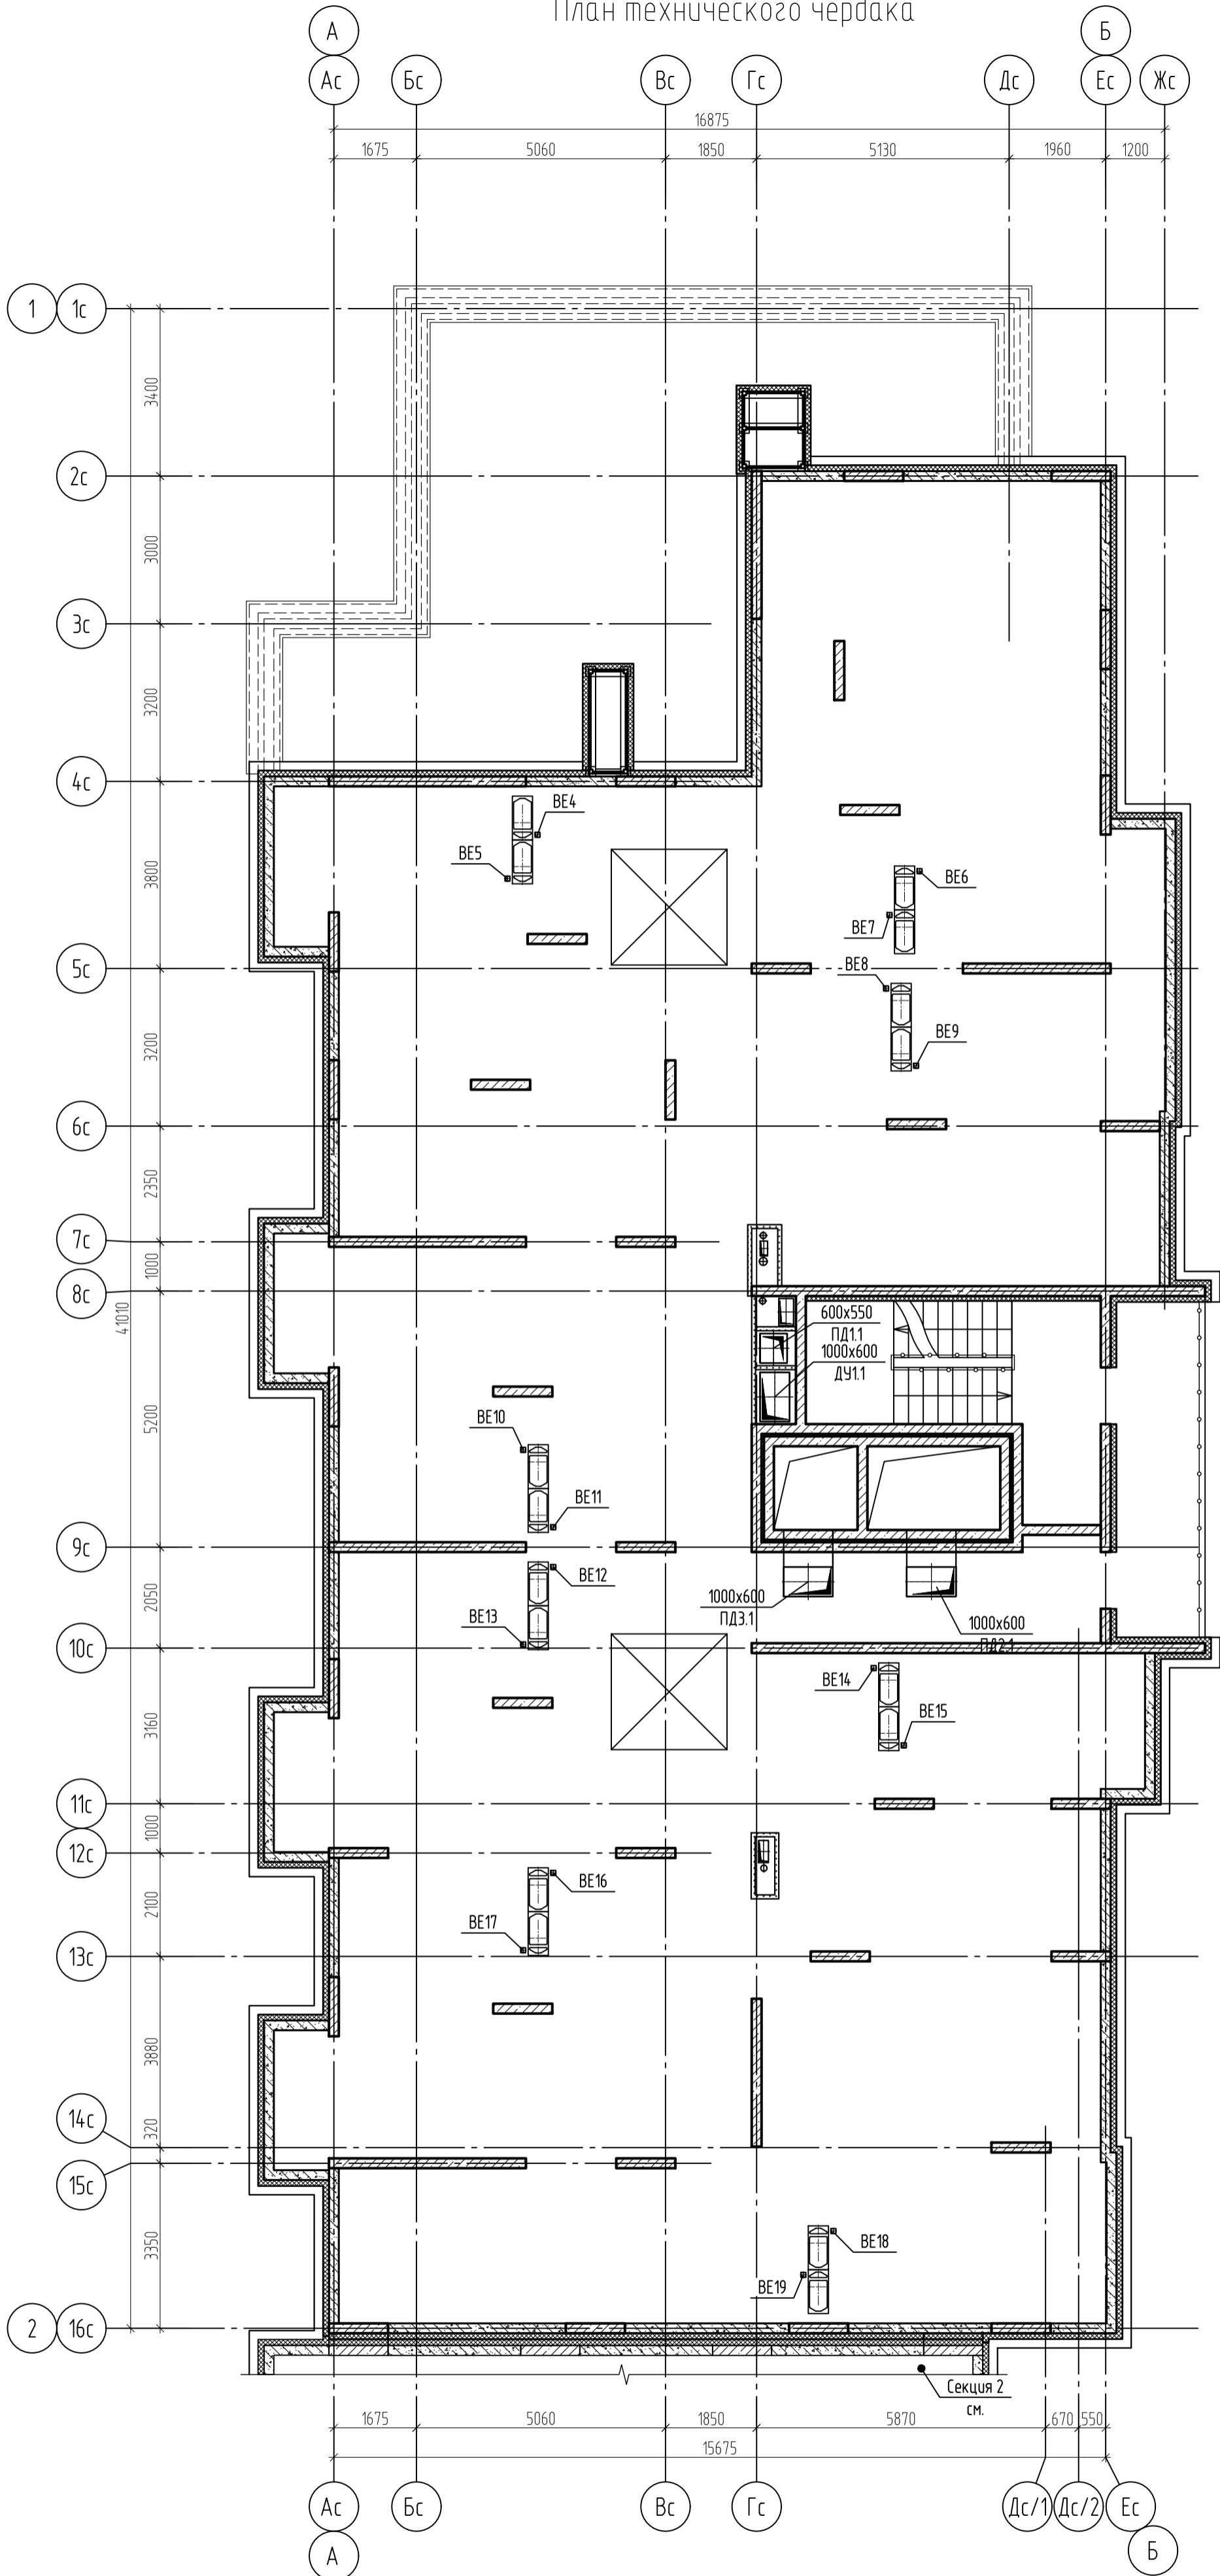 План технического чердака
А
Б
Ас
Бс
Вс
Гс
Дс
Ес
Жс
16875
1675
5060
1850
5130
1960
1200
1
1с
3400
2с
3000
3с
3200
4с
ВЕ4
ВЕ5
3800
ВЕ6
ВЕ7
5с
ВЕ8
3200
ВЕ9
6с
2350
7с
1000
8с
41010
600х550
ПД1.1
1000х600
ДУ1.1
5200
ВЕ10
ВЕ11
9с
ВЕ12
2050
1000х600
ПД3.1
ВЕ13
1000х600
ПД2.1
10с
ВЕ14
ВЕ15
3160
11с
1000
12с
ВЕ16
2100
ВЕ17
13с
3880
14с
320
15с
3350
ВЕ18
ВЕ19
2
16с
Секция 2
см.
1675
5060
1850
5870
670
550
15675
Ас
Бс
Вс
Гс
Дс/1
Дс/2
Ес
А
Б